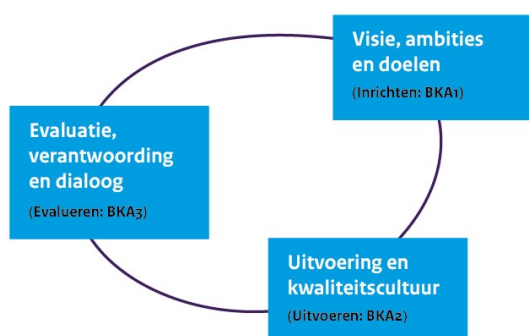 Visie, ambities
en doelen
(Inrichten: BKA1)
Evaluatie,
verantwoording
en dialoog
(Evalueren: BKA3)
Uitvoering en
kwaliteitscultuur
(Uitvoeren: BKA2)